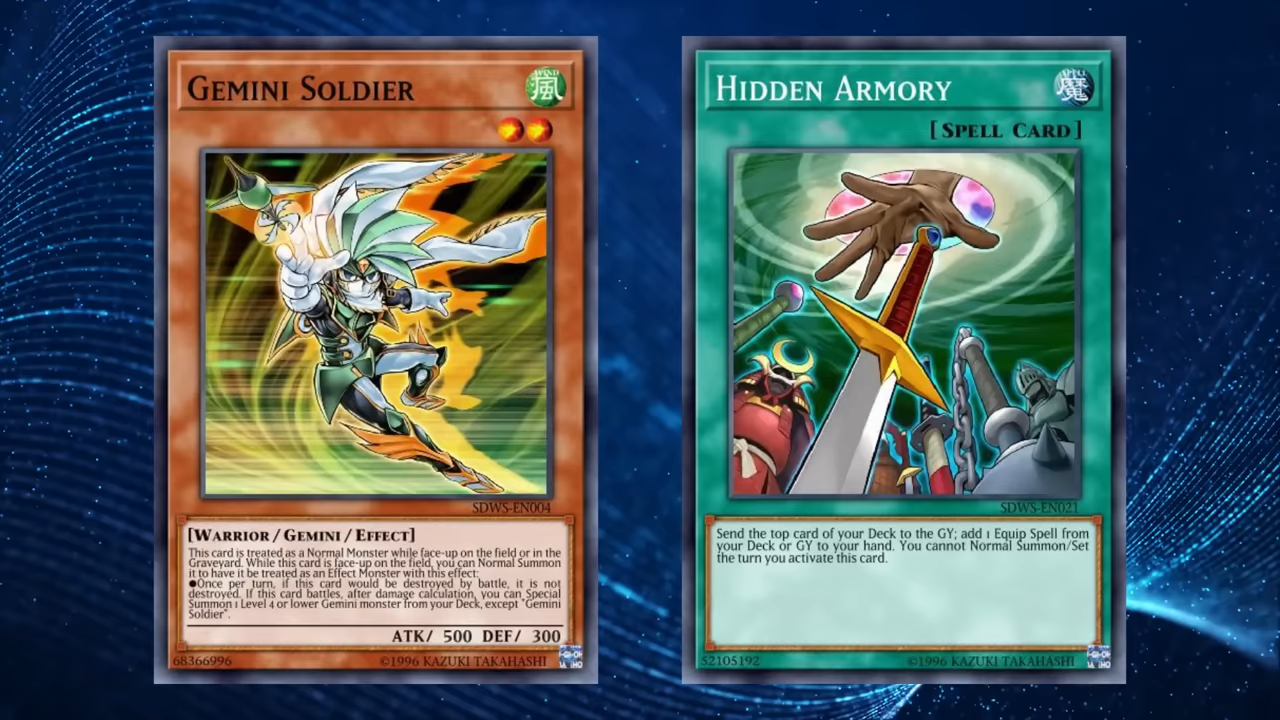 GEMINI SOLDIER
WIND
風
SDWS-EN004
[WARRIOR / GEMINI / EFFECT]
This card is treated as a Normal Monster while face-up on the field or in the
Graveyard. While this card is face-up on the field, you can Normal Summon
it to have it be treated as an Effect Monster with this effect:
●Once per turn, if this card would be destroyed by battle, it is not
destroyed. If this card battles, after damage calculation, you can Special
Summon 1 Level 4 or lower Gemini monster from your Deck, except "Gemini
Soldier".
ATK/ 500 DEF/ 300
68366996
©1996 KAZUKI TAKAHASHI
HIDDEN ARMORY
SPELL
魔
[SPELL CARD]
SDWS-EN021
Send the top card of your Deck to the GY; add 1 Equip Spell from
your Deck or GY to your hand. You cannot Normal Summon/Set
the turn you activate this card.
52105192
©1996 KAZUKI TAKAHASHI